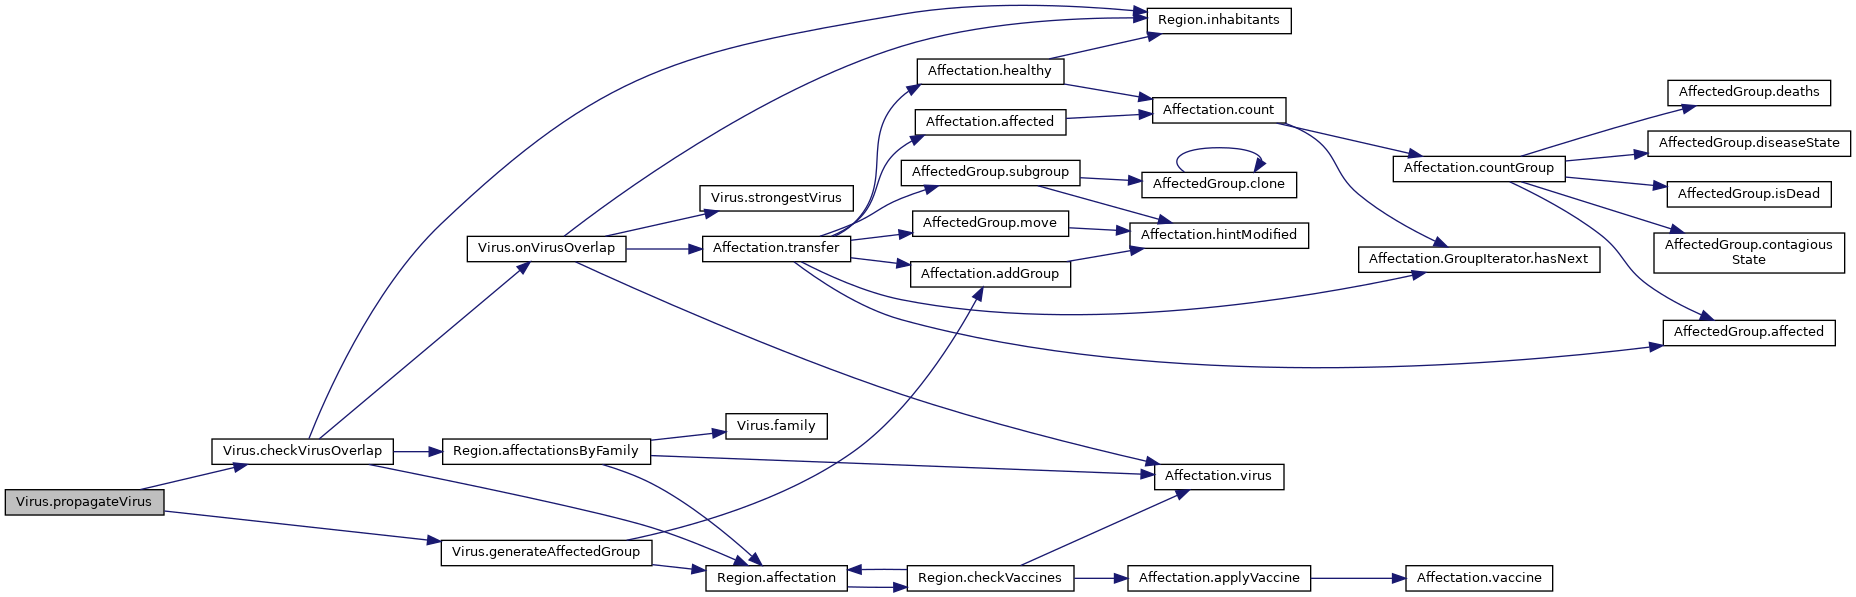 Region.inhabitants
Affectation.healthy
AffectedGroup.deaths
Affectation.count
Affectation.affected
AffectedGroup.diseaseState
Affectation.countGroup
AffectedGroup.subgroup
AffectedGroup.clone
AffectedGroup.isDead
Virus.strongestVirus
AffectedGroup.move
Affectation.hintModified
AffectedGroup.contagious
State
Virus.onVirusOverlap
Affectation.transfer
Affectation.GroupIterator.hasNext
Affectation.addGroup
AffectedGroup.affected
Virus.family
Virus.checkVirusOverlap
Region.affectationsByFamily
Affectation.virus
Virus.propagateVirus
Virus.generateAffectedGroup
Region.affectation
Region.checkVaccines
Affectation.applyVaccine
Affectation.vaccine